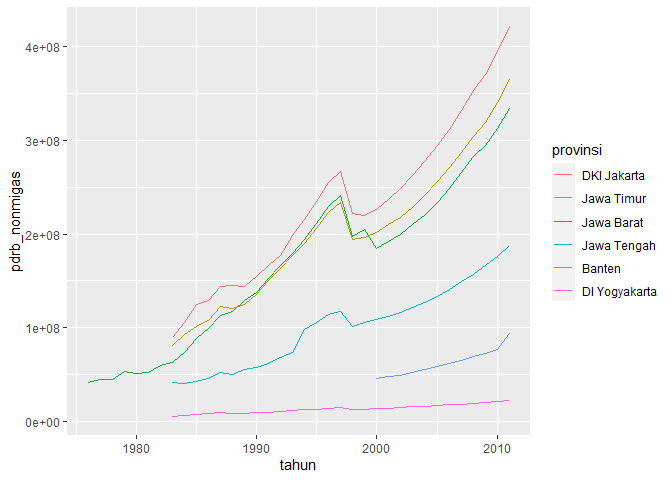 4e+08
3e+08
2e+08
1e+08
0e+00
pdrb_nonmigas
1980
1990
2000
2010
tahun
provinsi
DKI Jakarta
Jawa Timur
Jawa Barat
Jawa Tengah
Banten
DI Yogyakarta